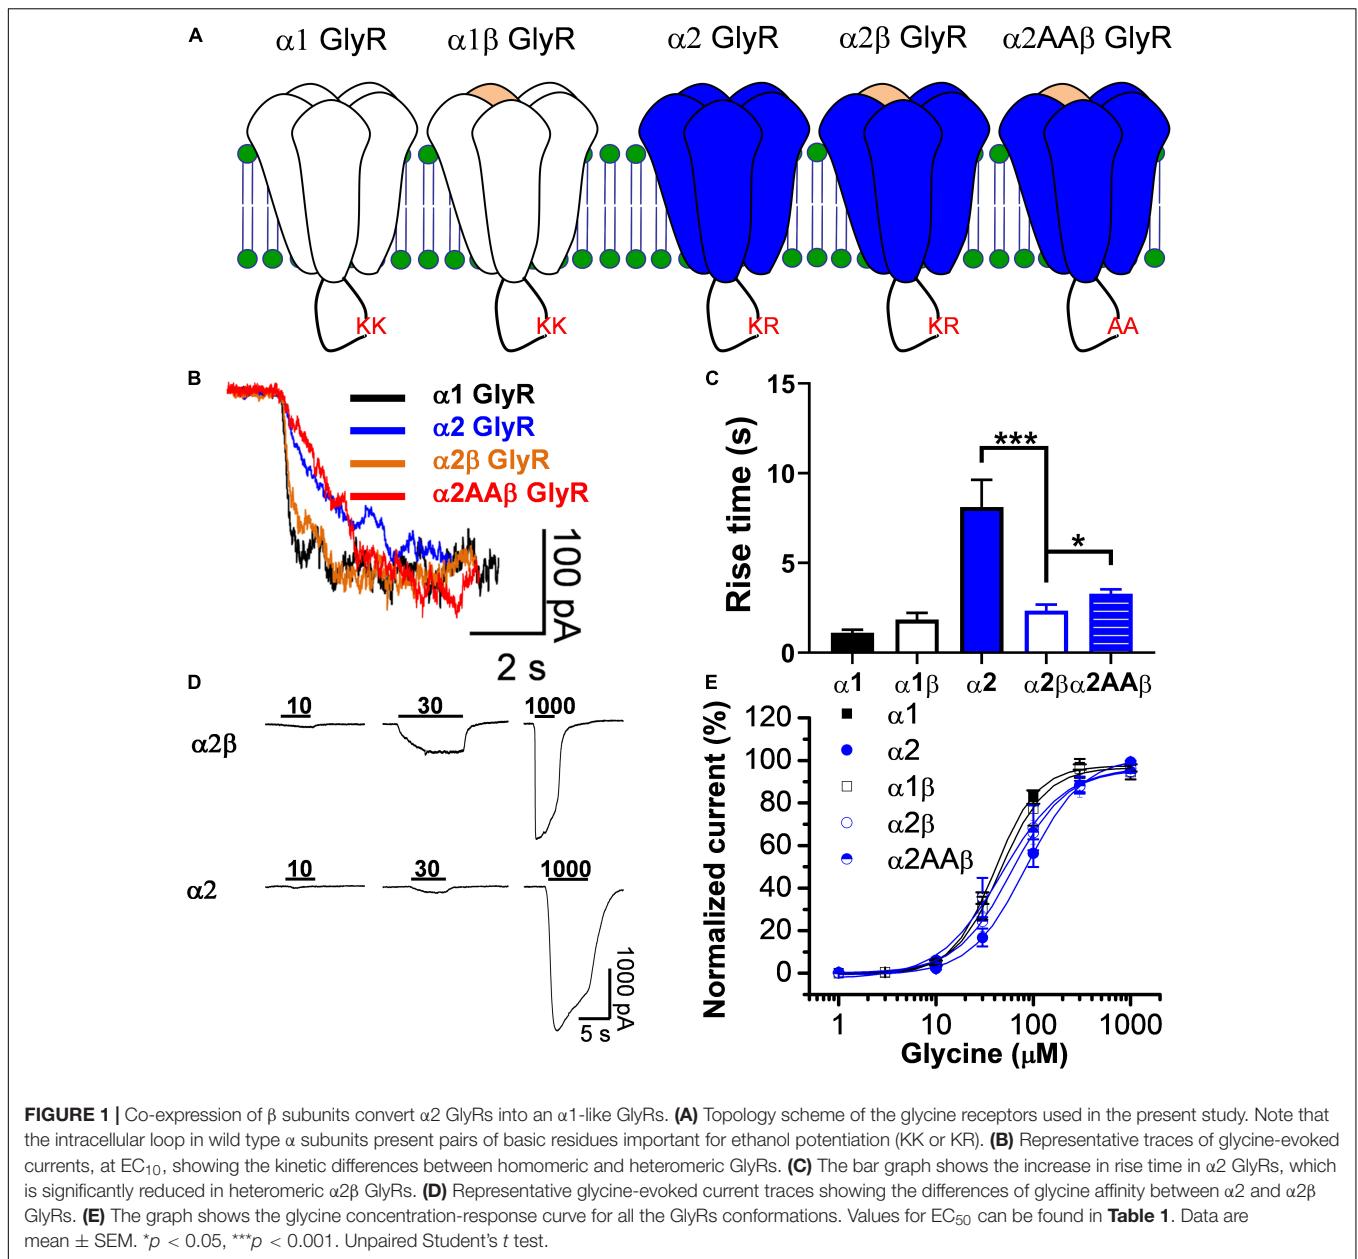 A
α1 GlyR α1β GlyR α2 GlyR α2β GlyR α2AAβ GlyR
KK KK KR KR AA
B
α1 GlyR
α2 GlyR
α2β GlyR
α2AAβ GlyR
100 pA
2 s
C
Rise time (s)
15
10
5
0
***
*
α1 α1β α2 α2β α2AAβ
D
10 30 1000
α2β
10 30 1000
α2
1000 pA
5 s
E
Normalized current (%)
120
100
80
60
40
20
0
α1
α2
α1β
α2β
α2AAβ
1 10 100 1000
Glycine (μM)
FIGURE 1 | Co-expression of β subunits convert α2 GlyRs into an α1-like GlyRs. (A) Topology scheme of the glycine receptors used in the present study. Note that
the intracellular loop in wild type α subunits present pairs of basic residues important for ethanol potentiation (KK or KR). (B) Representative traces of glycine-evoked
currents, at EC10, showing the kinetic differences between homomeric and heteromeric GlyRs. (C) The bar graph shows the increase in rise time in α2 GlyRs, which
is significantly reduced in heteromeric α2β GlyRs. (D) Representative glycine-evoked current traces showing the differences of glycine affinity between α2 and α2β
GlyRs. (E) The graph shows the glycine concentration-response curve for all the GlyRs conformations. Values for EC50 can be found in Table 1. Data are
mean ± SEM. *p < 0.05, ***p < 0.001. Unpaired Student's t test.